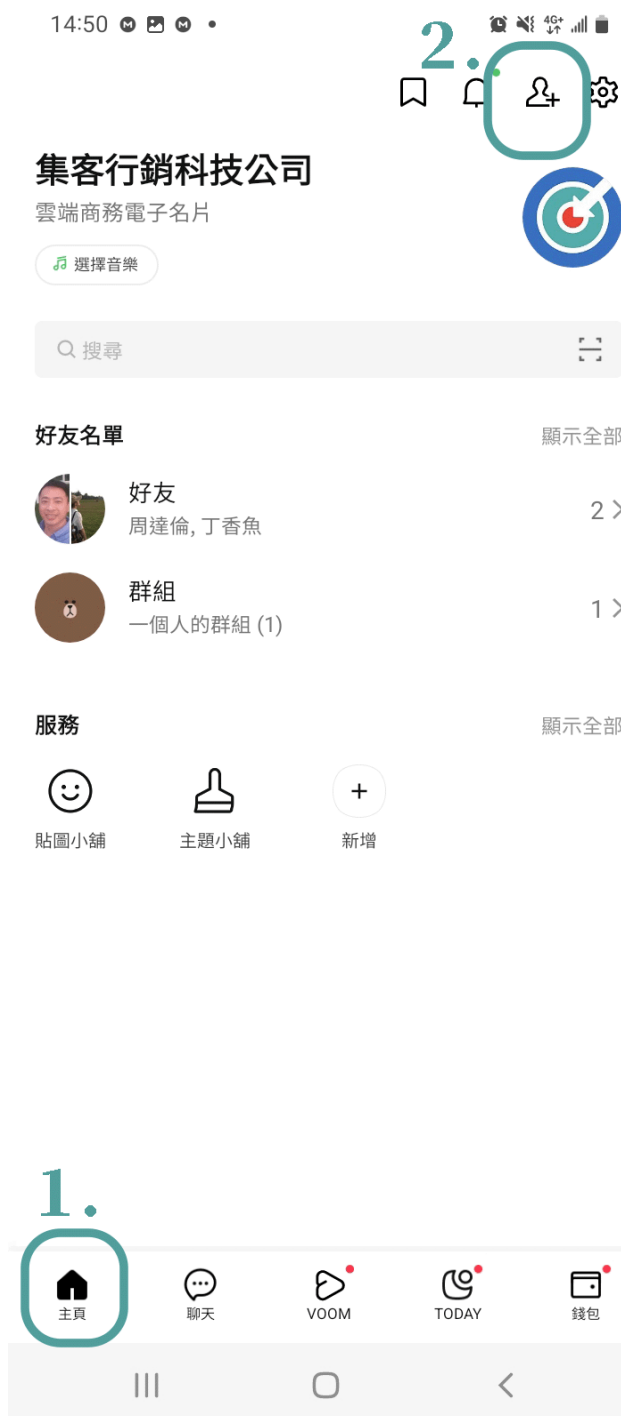 14:50
4G+
2.
集客行銷科技公司
雲端商務電子名片
選擇音樂
搜尋
好友名單 顯示全部
好友
周達倫, 丁香魚 2
群組
一個人的群組 (1) 1
服務 顯示全部
貼圖小舖 主題小舖 新增
1.
主頁 聊天 VOOM TODAY 錢包